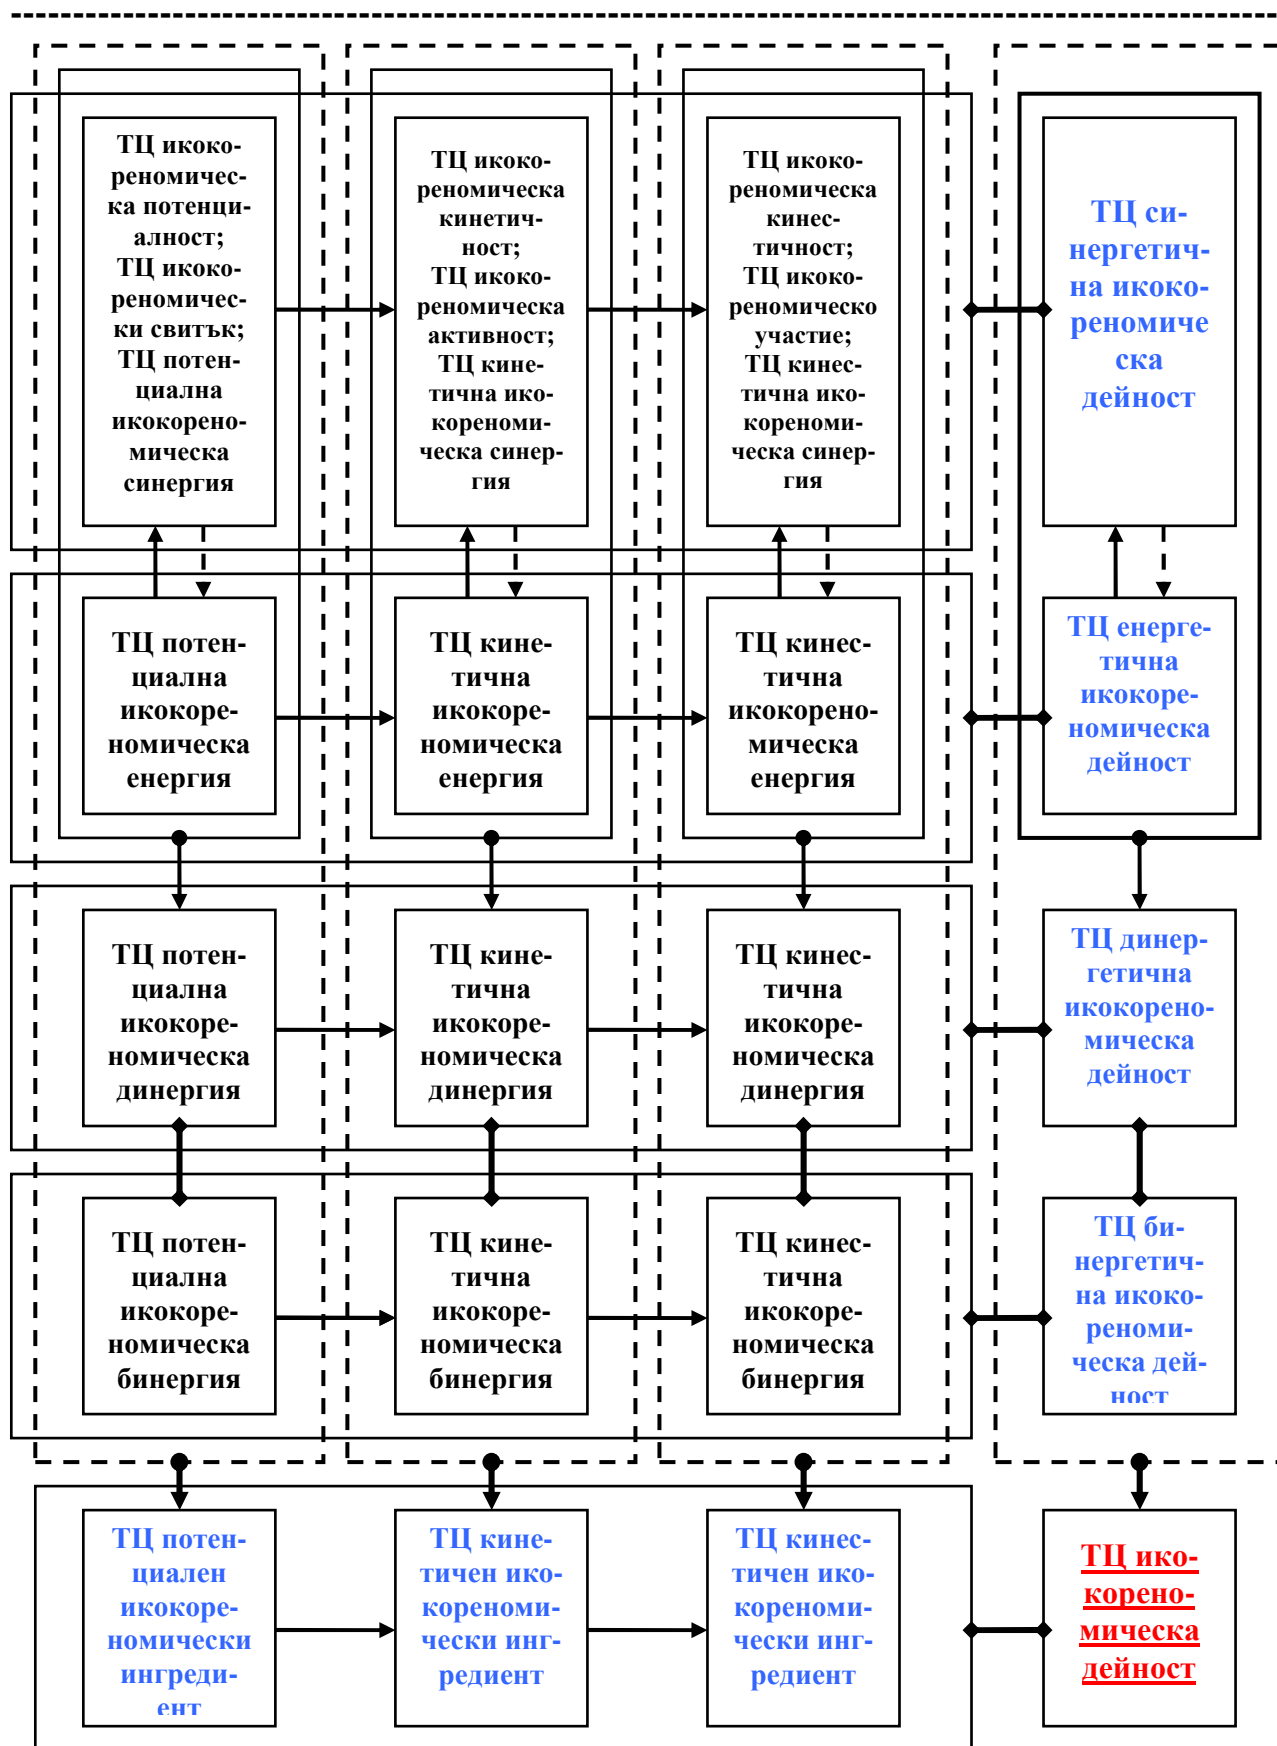 ТЦ икоко-
реномичес-
ка потенци-
алност;
ТЦ икоко-
реномичес-
ки свитък;
ТЦ потен-
циална
икокорено-
мическа
синергия
ТЦ икоко-
реномическа
кинетич-
ност;
ТЦ икоко-
реномическа
активност;
ТЦ кине-
тична ико-
кореноми-
ческа синер-
гия
ТЦ икоко-
реномическа
кинес-
тичност;
ТЦ икоко-
реномическо
участие;
ТЦ кинес-
тична ико-
кореноми-
ческа синер-
гия
ТЦ си-
нергетич-
на икоко-
реномиче
ска
дейност
ТЦ потен-
циална
икокоре-
номическа
енергия
ТЦ кине-
тична
икокоре-
номическа
енергия
ТЦ кинес-
тична
икокорено-
мическа
енергия
ТЦ енерге-
тична
икокоре-
номическа
дейност
ТЦ потен-
циална
икокоре-
номическа
динергия
ТЦ кине-
тична
икокоре-
номическа
динергия
ТЦ кинес-
тична
икокоре-
номическа
динергия
ТЦ динер-
гетична
икокорено-
мическа
дейност
ТЦ потен-
циална
икокоре-
номическа
бинергия
ТЦ кине-
тична
икокоре-
номическа
бинергия
ТЦ кинес-
тична
икокоре-
номическа
бинергия
ТЦ би-
нергетич-
на икоко-
реноми-
ческа дей-
ност
ТЦ потен-
циален
икокоре-
номически
ингреди-
ент
ТЦ кине-
тичен ико-
кореноми-
чески инг-
редиент
ТЦ кинес-
тичен ико-
кореноми-
чески инг-
редиент
ТЦ ико-
корено-
мическа
дейност